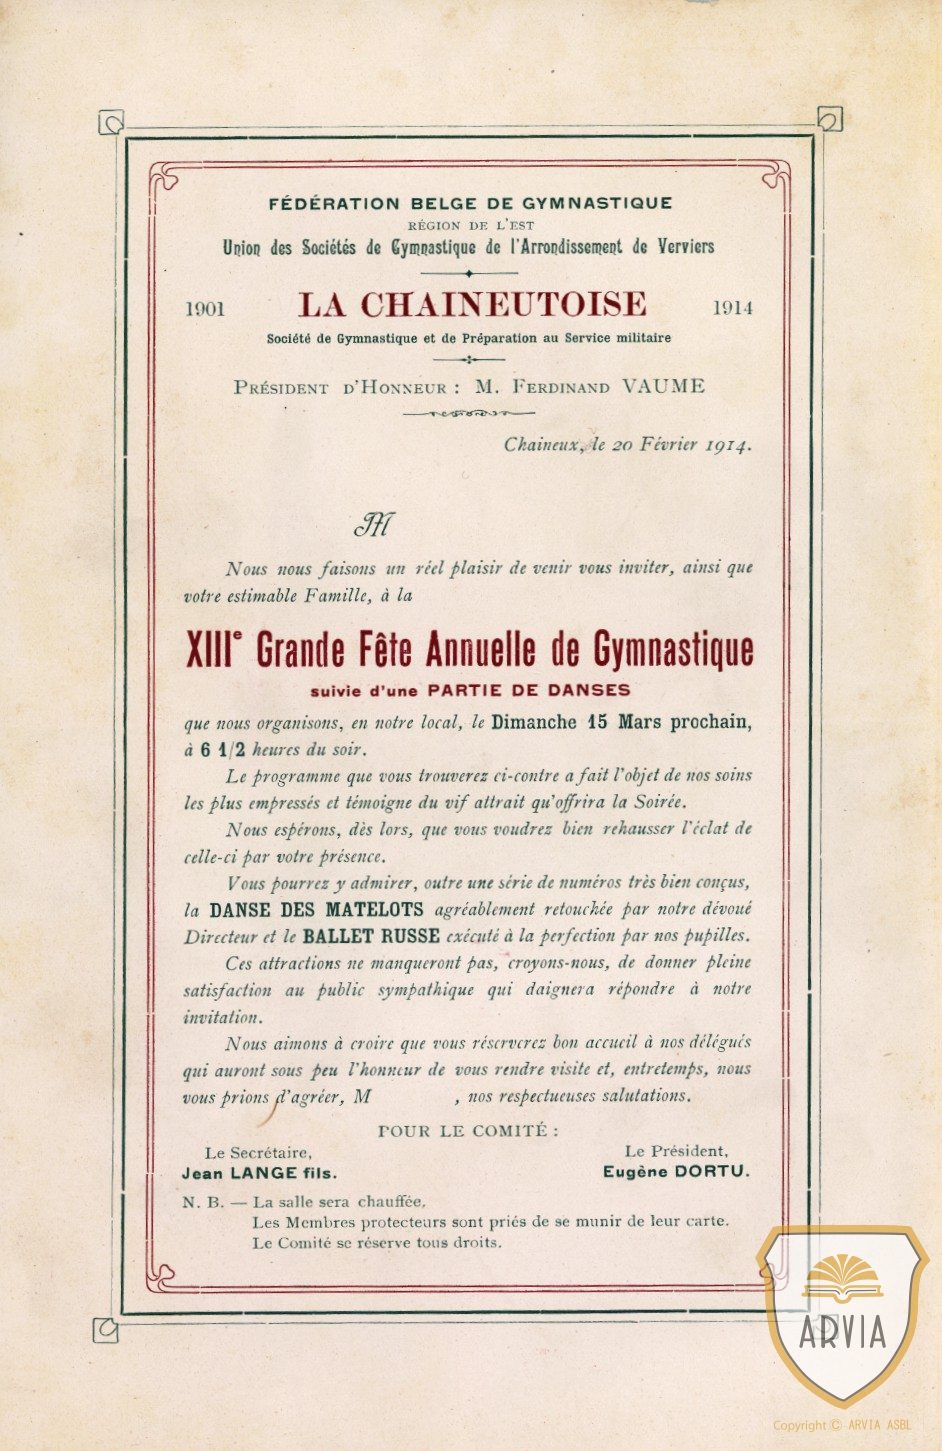 FÉDÉRATION BELGE DE GYMNASTIQUE
RÉGION DE L'EST
Union des Sociétés de Gymnastique de l'Arrondissement de Verviers
1901 LA CHAINEUTOISE 1914
Société de Gymnastique et de Préparation au Service militaire
PRÉSIDENT D'HONNEUR : M. FERDINAND VAUME
Chaineux, le 20 Février 1914.
M
Nous nous faisons un réel plaisir de venir vous inviter, ainsi que
votre estimable Famille, à la
XIIIe Grande Fête Annuelle de Gymnastique
suivie d'une PARTIE DE DANSES
que nous organisons, en notre local, le Dimanche 15 Mars prochain,
à 6 1/2 heures du soir.
Le programme que vous trouverez ci-contre a fait l'objet de nos soins
les plus empressés et témoigne du vif attrait qu'offrira la Soirée.
Nous espérons, dès lors, que vous voudrez bien rehausser l'éclat de
celle-ci par votre présence.
Vous pourrez y admirer, outre une série de numéros très bien conçus,
la DANSE DES MATELOTS agréablement retouchée par notre dévoué
Directeur et le BALLET RUSSE exécuté à la perfection par nos pupilles.
Ces attractions ne manqueront pas, croyons-nous, de donner pleine
satisfaction au public sympathique qui daignera répondre à notre
invitation.
Nous aimons à croire que vous réserverez bon accueil à nos délégués
qui auront sous peu l'honneur de vous rendre visite et, entretemps, nous
vous prions d'agréer, M , nos respectueuses salutations.
POUR LE COMITÉ :
Le Secrétaire, Le Président,
Jean LANGE fils. Eugène DORTU.
N. B. — La salle sera chauffée.
Les Membres protecteurs sont priés de se munir de leur carte.
Le Comité se réserve tous droits.
ARVIA
Copyright © ARVIA ASBL